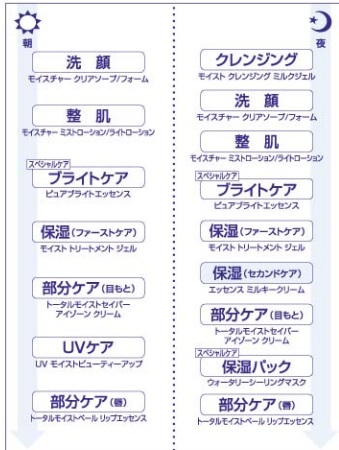 朝
洗 顔
モイスチャー クリアソープ/フォーム
整 肌
モイスチャー ミストローション/ライトローション
スペシャルケア
ブライトケア
ピュアブライトエッセンス
保湿(ファーストケア)
モイスト トリートメント ジェル
部分ケア(目もと)
トータルモイストセイバー
アイゾーン クリーム
UVケア
UV モイストビューティーアップ
部分ケア(唇)
トータルモイストベール リップエッセンス
夜
クレンジング
モイスト クレンジング ミルクジェル
洗 顔
モイスチャー クリアソープ/フォーム
整 肌
モイスチャー ミストローション/ライトローション
スペシャルケア
ブライトケア
ピュアブライトエッセンス
保湿(ファーストケア)
モイスト トリートメント ジェル
保湿(セカンドケア)
エッセンス ミルキークリーム
部分ケア(目もと)
トータルモイストセイバー
アイゾーン クリーム
スペシャルケア
保湿パック
ウォータリーシーリングマスク
部分ケア(唇)
トータルモイストベール リップエッセンス